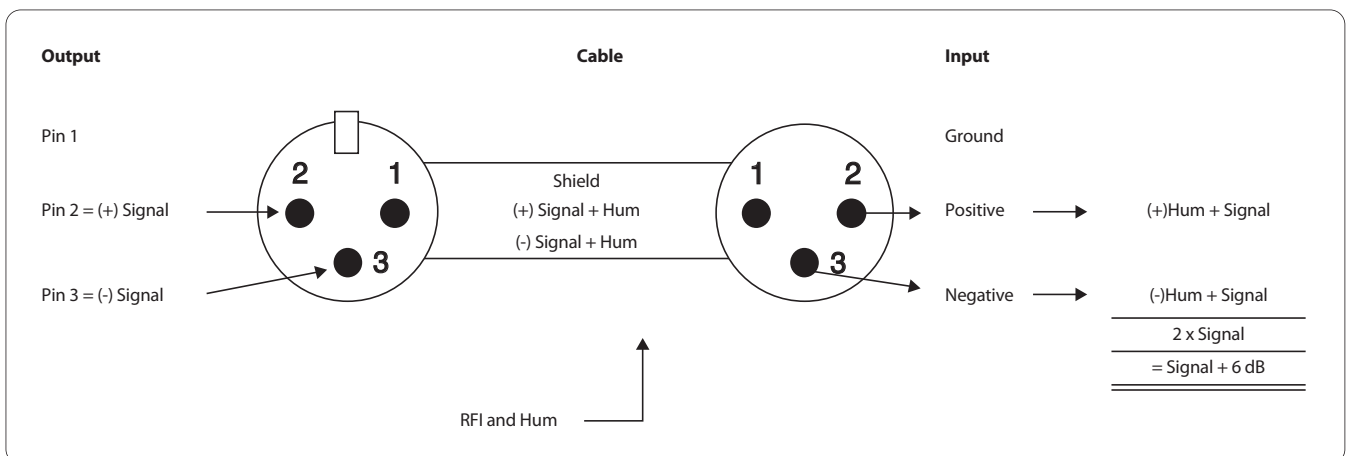 Output
Cable
Input
Pin 1
Ground
2 1
1 2
Shield
Pin 2 = (+) Signal
(+) Signal + Hum
Positive
(+)Hum + Signal
(-) Signal + Hum
3
3
Pin 3 = (-) Signal
Negative
(-)Hum + Signal
2 x Signal
= Signal + 6 dB
RFI and Hum